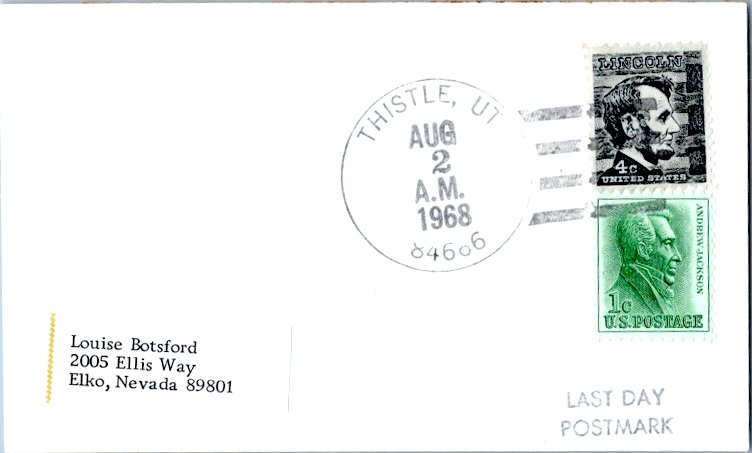 THISTLE, UT
AUG
2
A.M.
1968
84606
LINCOLN
4c
UNITED STATES
ANDREW JACKSON
1c
U.S. POSTAGE
Louise Botsford
2005 Ellis Way
Elko, Nevada 89801
LAST DAY
POSTMARK